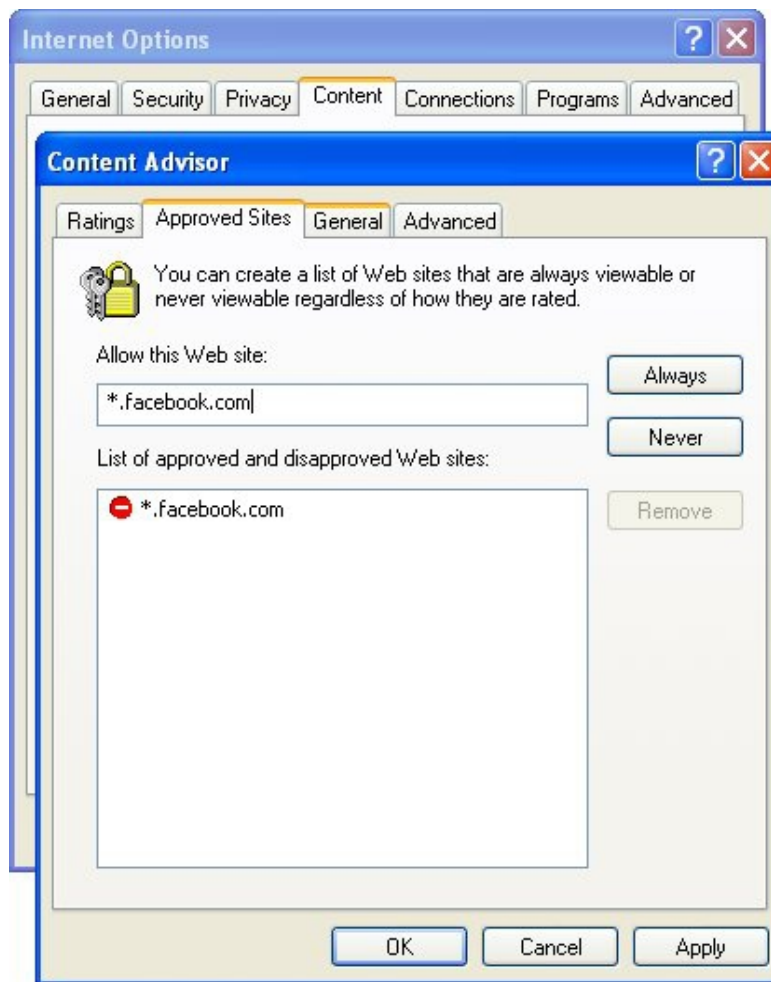 Internet Options
General Security Privacy Content Connections Programs Advanced
Content Advisor
Ratings Approved Sites General Advanced
You can create a list of Web sites that are always viewable or
never viewable regardless of how they are rated.
Allow this Web site:
Always
*.facebook.com
Never
List of approved and disapproved Web sites:
*.facebook.com
Remove
OK Cancel Apply